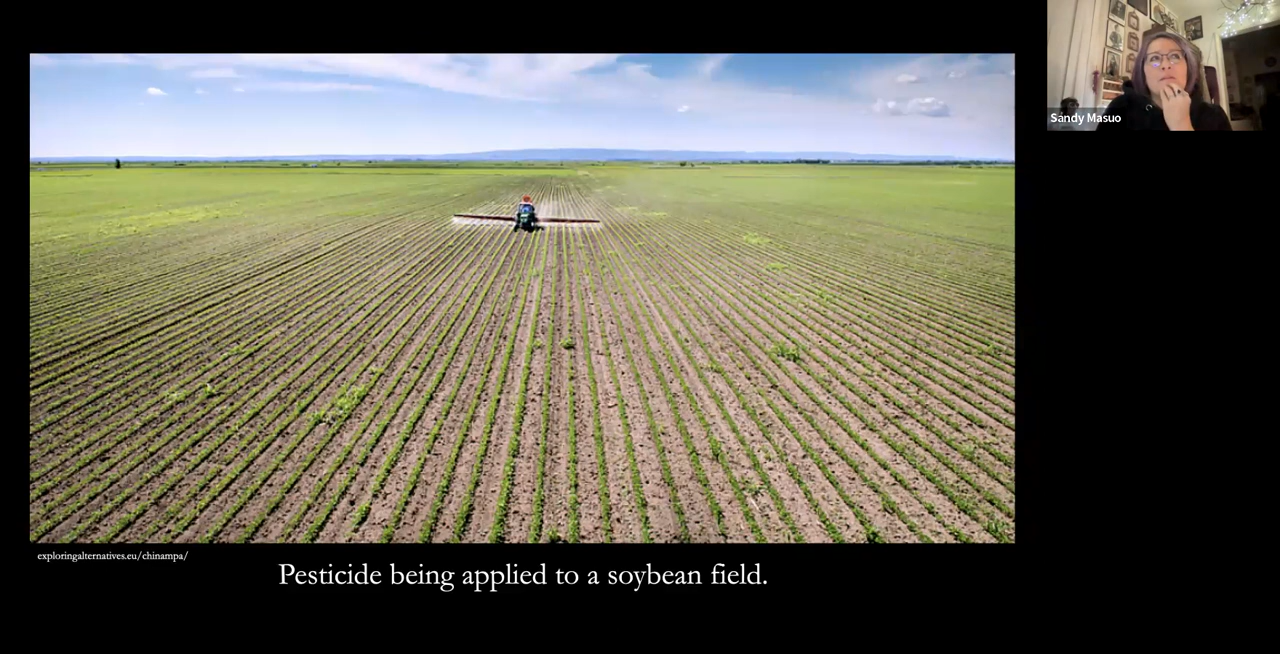 Sandy Masuo
exploringalternatives.eu/chinampa/
Pesticide being applied to a soybean field.